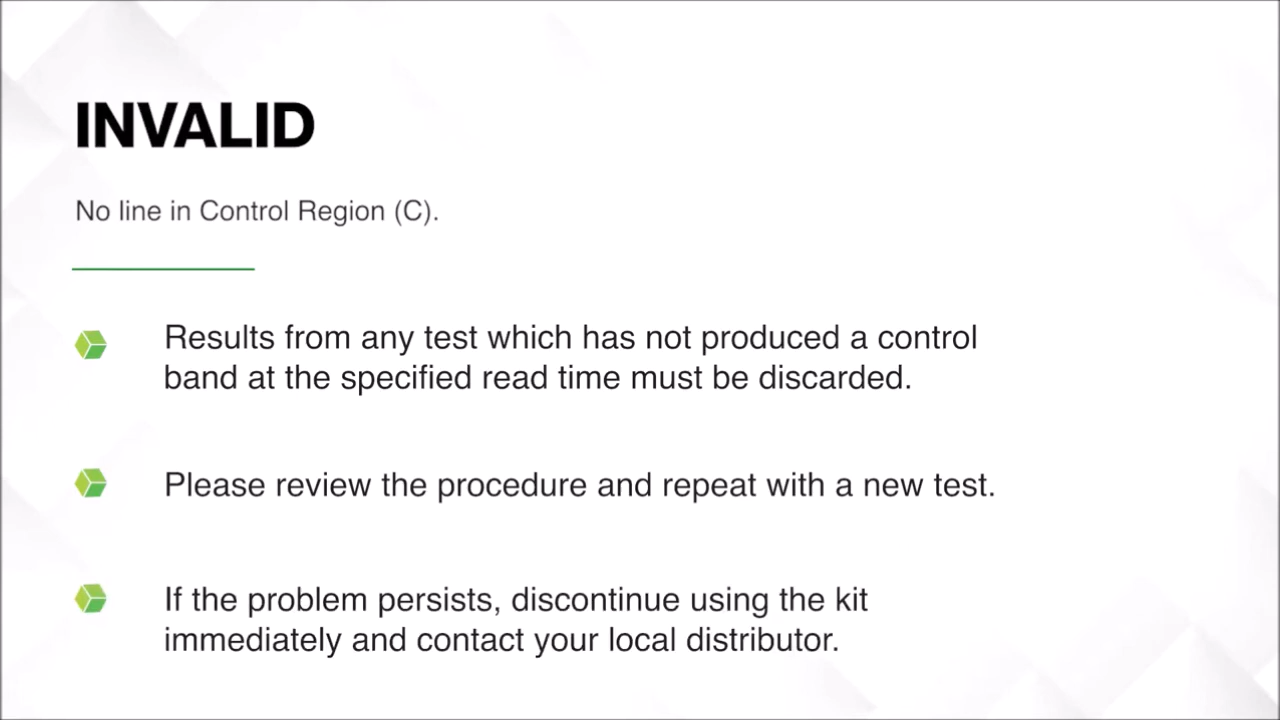 INVALID
No line in Control Region (C).
Results from any test which has not produced a control
band at the specified read time must be discarded.
Please review the procedure and repeat with a new test.
If the problem persists, discontinue using the kit
immediately and contact your local distributor.